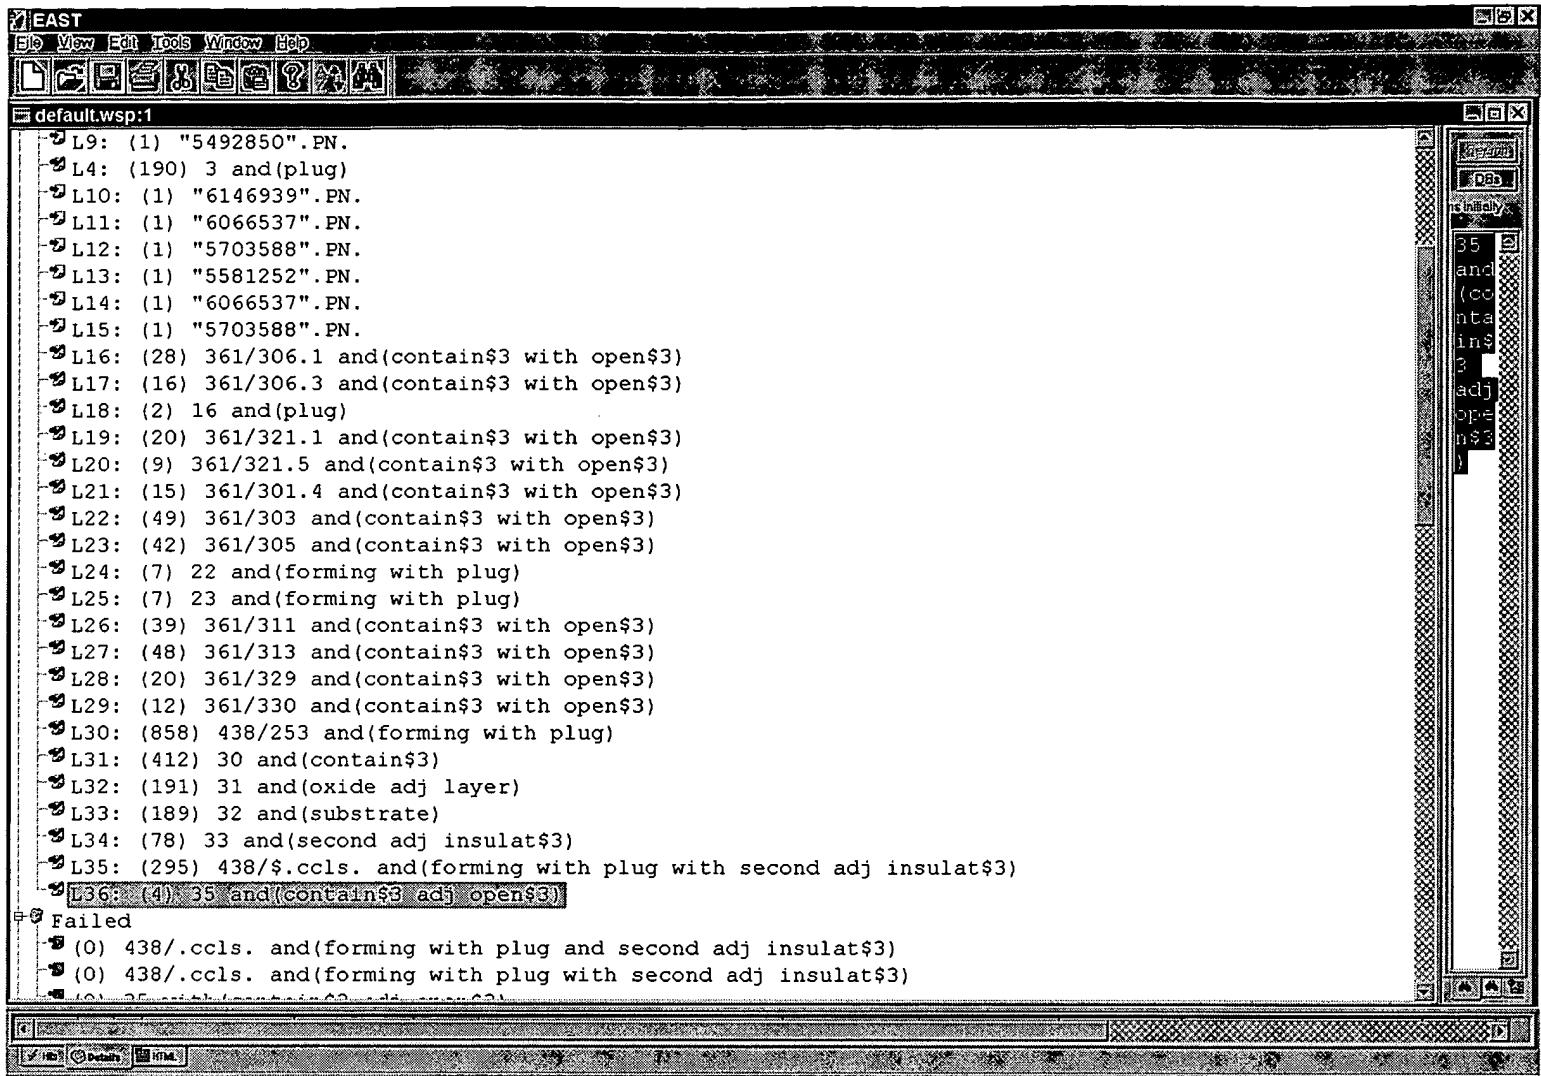 EAST
File View Edit Tools Window Help
default.wsp:1
L9: (1) "5492850".PN.
L4: (190) 3 and(plug)
L10: (1) "6146939".PN.
L11: (1) "6066537".PN.
L12: (1) "5703588".PN.
L13: (1) "5581252".PN.
L14: (1) "6066537".PN.
L15: (1) "5703588".PN.
L16: (28) 361/306.1 and(contain$3 with open$3)
L17: (16) 361/306.3 and(contain$3 with open$3)
L18: (2) 16 and(plug)
L19: (20) 361/321.1 and(contain$3 with open$3)
L20: (9) 361/321.5 and(contain$3 with open$3)
L21: (15) 361/301.4 and(contain$3 with open$3)
L22: (49) 361/303 and(contain$3 with open$3)
L23: (42) 361/305 and(contain$3 with open$3)
L24: (7) 22 and(forming with plug)
L25: (7) 23 and(forming with plug)
L26: (39) 361/311 and(contain$3 with open$3)
L27: (48) 361/313 and(contain$3 with open$3)
L28: (20) 361/329 and(contain$3 with open$3)
L29: (12) 361/330 and(contain$3 with open$3)
L30: (858) 438/253 and(forming with plug)
L31: (412) 30 and(contain$3)
L32: (191) 31 and(oxide adj layer)
L33: (189) 32 and(substrate)
L34: (78) 33 and(second adj insulat$3)
L35: (295) 438/$.ccls. and(forming with plug with second adj insulat$3)
L36: (4) 35 and(contain$3 adj open$3)
Failed
(0) 438/.ccls. and(forming with plug and second adj insulat$3)
(0) 438/.ccls. and(forming with plug with second adj insulat$3)
DBs
ns Initially
35
and
(co
nta
in$
3
adj
ope
n$3
)
Details
HTML